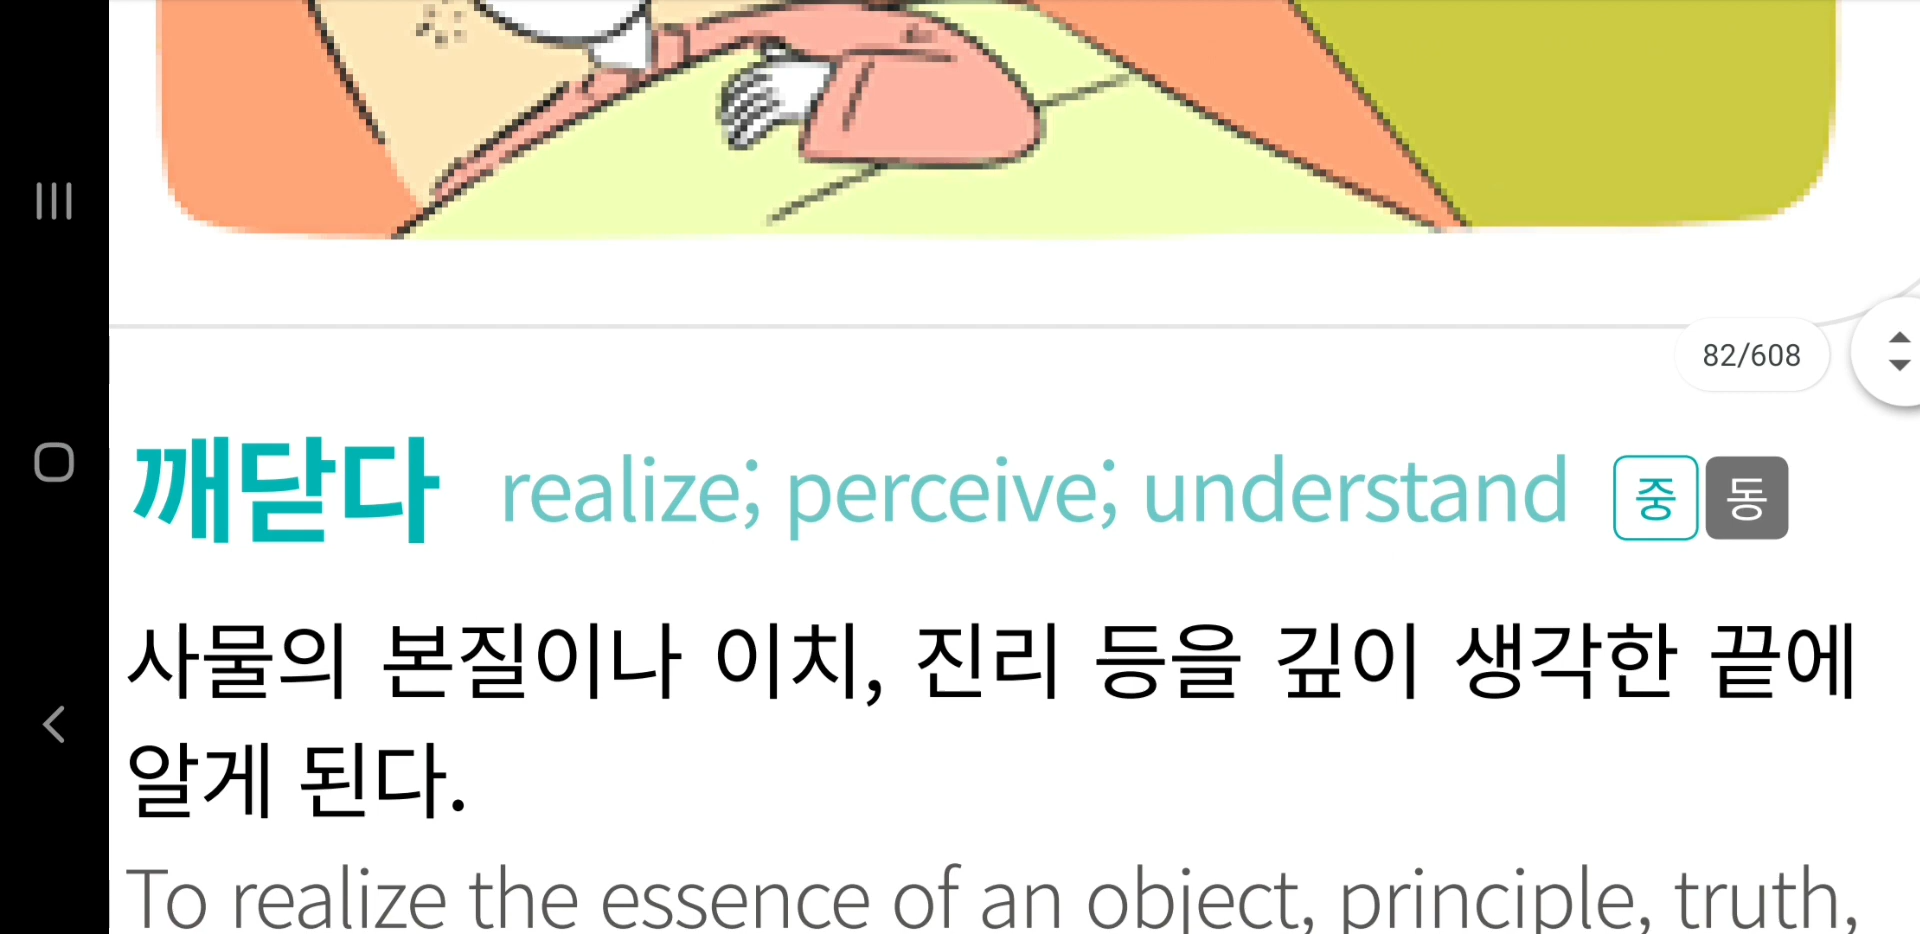 82/608
깨닫다 realize; perceive; understand 중 동
사물의 본질이나 이치, 진리 등을 깊이 생각한 끝에
알게 된다.
To realize the essence of an object, principle, truth,